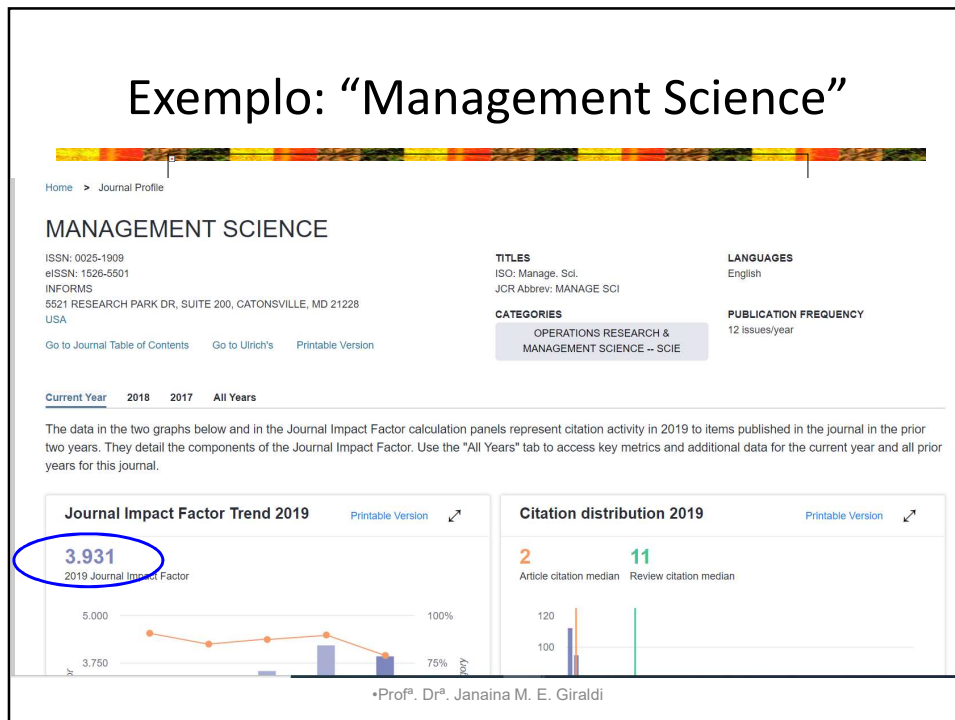 Exemplo: “Management Science”
Home > Journal Profile
MANAGEMENT SCIENCE
ISSN: 0025-1909
eISSN: 1526-5501
INFORMS
5521 RESEARCH PARK DR, SUITE 200, CATONSVILLE, MD 21228
USA
Go to Journal Table of Contents Go to Ulrich's Printable Version
TITLES
ISO: Manage. Sci.
JCR Abbrev: MANAGE SCI
CATEGORIES
OPERATIONS RESEARCH &
MANAGEMENT SCIENCE -- SCIE
LANGUAGES
English
PUBLICATION FREQUENCY
12 issues/year
Current Year 2018 2017 All Years
The data in the two graphs below and in the Journal Impact Factor calculation panels represent citation activity in 2019 to items published in the journal in the prior
two years. They detail the components of the Journal Impact Factor. Use the "All Years" tab to access key metrics and additional data for the current year and all prior
years for this journal.
Journal Impact Factor Trend 2019 Printable Version
3.931
2019 Journal Impact Factor
5.000 100%
3.750 75%
Citation distribution 2019 Printable Version
2 11
Article citation median Review citation median
120
100
•Profª. Drª. Janaina M. E. Giraldi